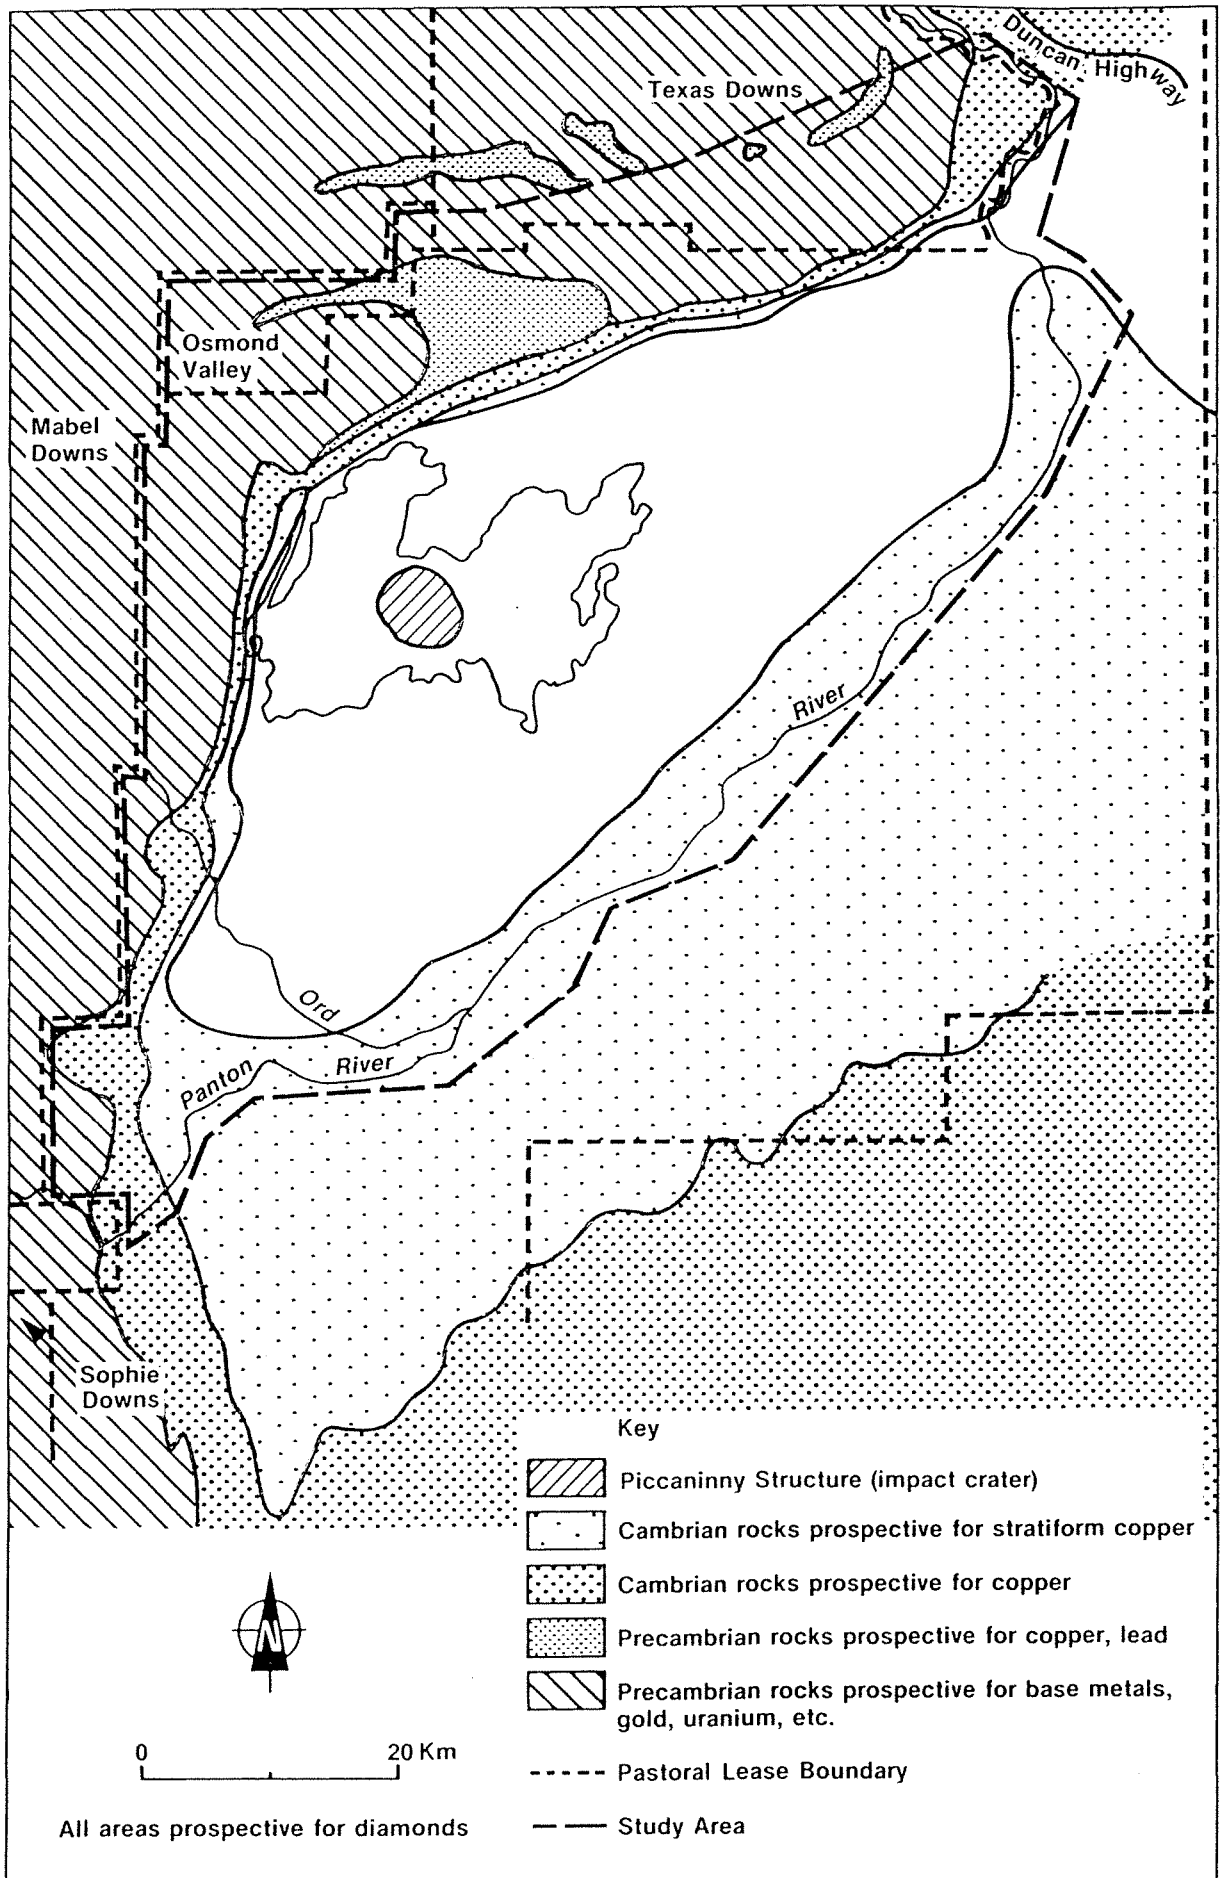 Duncan Highway
Texas Downs
Osmond
Valley
Mabel
Downs
River
Ord
River
Panton
Sophie
Downs
Key
Piccaninny Structure (impact crater)
Cambrian rocks prospective for stratiform copper
Cambrian rocks prospective for copper
Precambrian rocks prospective for copper, lead
Precambrian rocks prospective for base metals,
gold, uranium, etc.
Pastoral Lease Boundary
Study Area
N
0 20 Km
All areas prospective for diamonds